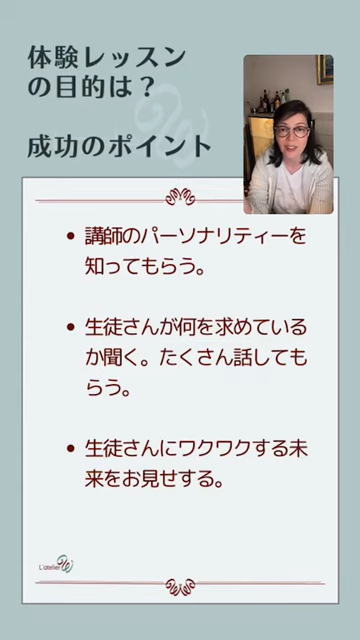 体験レッスン
の目的は？
成功のポイント
• 講師のパーソナリティーを
知ってもらう。
• 生徒さんが何を求めている
か聞く。たくさん話しても
らう。
• 生徒さんにワクワクする未
来をお見せする。
L'atelier